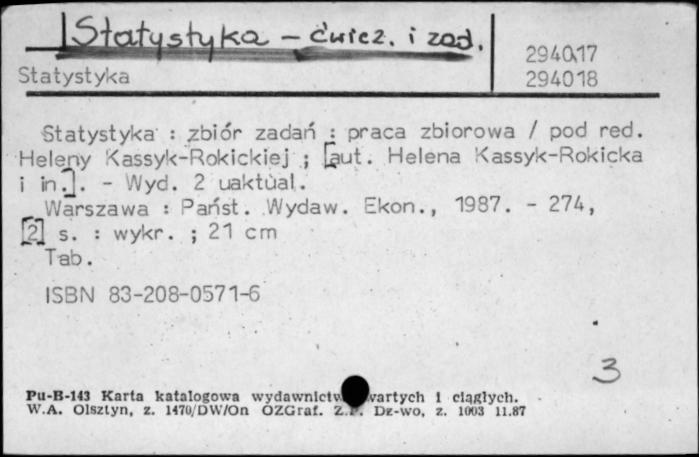 Statystyka - ćwicz. i zad.
294017
Statystyka
294018
Statystyka : zbiór zadań : praca zbiorowa / pod red.
Heleny Kassyk-Rokickiej ; [aut. Helena Kassyk-Rokicka
i in.]. - Wyd. 2 uaktual.
Warszawa : Państ. Wydaw. Ekon., 1987. - 274,
[2] s. : wykr. ; 21 cm
Tab.
ISBN 83-208-0571-6
3
Pu-B-143 Karta katalogowa wydawnictw zwartych i ciągłych.
W.A. Olsztyn, z. 1470/DW/On OZGraf. Z.P. Dz-wo, z. 1003 11.87